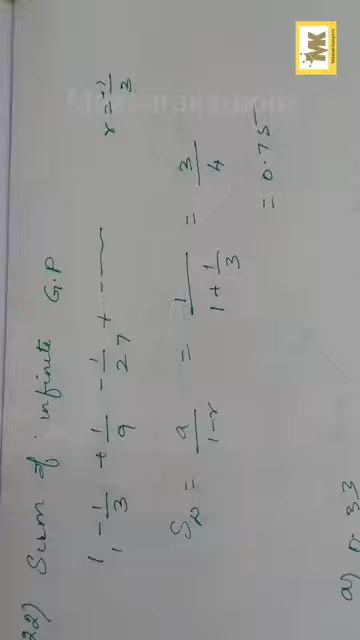 22) Sum of infinite G.P
1, -1/3 + 1/9 - 1/27 + ----- r = -1/3
S∞ = a/1-r = 1/1+1/3 = 3/4
= 0.75
a) 0.33
MK